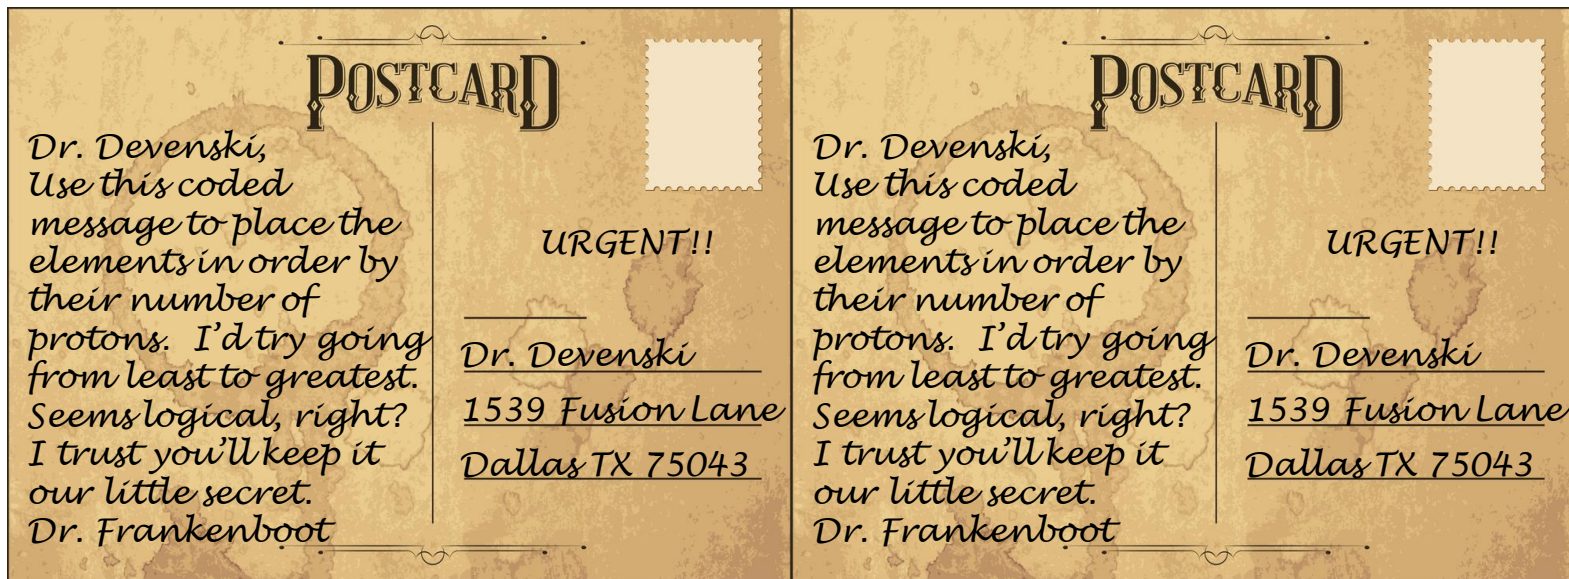 POSTCARD
Dr. Devenski,
Use this coded
message to place the
elements in order by
their number of
protons.  I'd try going
from least to greatest.
Seems logical, right?
I trust you'll keep it
our little secret.
Dr. Frankenboot
URGENT!!
Dr. Devenski
1539 Fusion Lane
Dallas TX 75043
POSTCARD
Dr. Devenski,
Use this coded
message to place the
elements in order by
their number of
protons.  I'd try going
from least to greatest.
Seems logical, right?
I trust you'll keep it
our little secret.
Dr. Frankenboot
URGENT!!
Dr. Devenski
1539 Fusion Lane
Dallas TX 75043